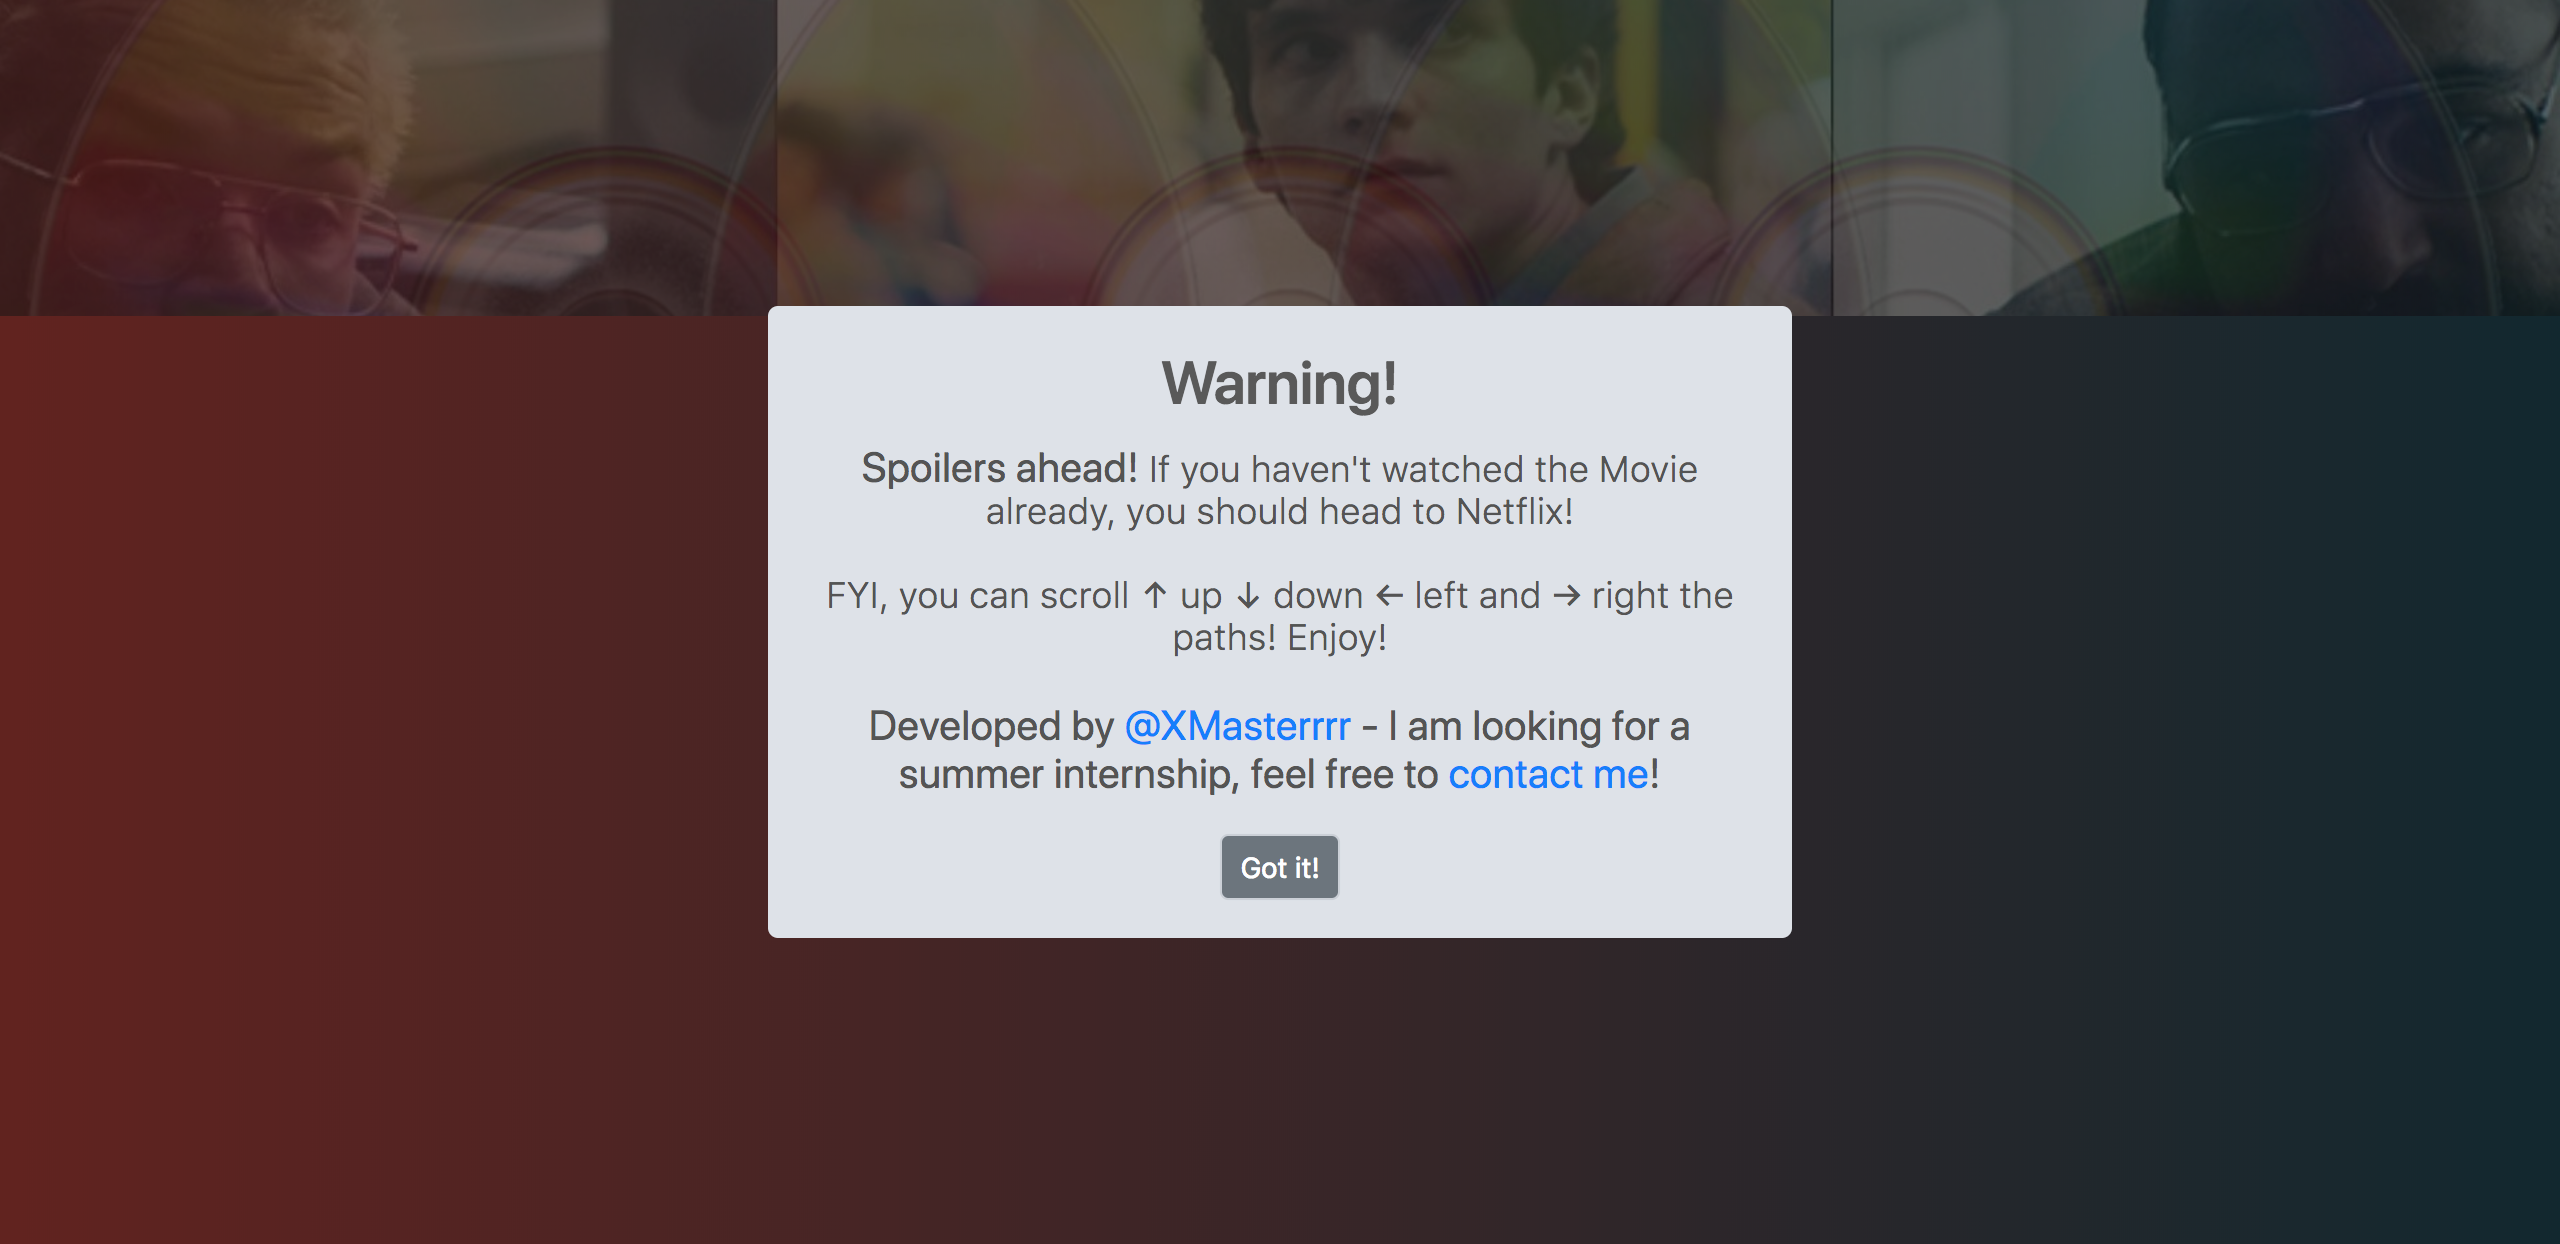 Warning!
Spoilers ahead! If you haven't watched the Movie
already, you should head to Netflix!
FYI, you can scroll ↑ up ↓ down ← left and → right the
paths! Enjoy!
Developed by @XMasterrrr - I am looking for a
summer internship, feel free to contact me!
Got it!